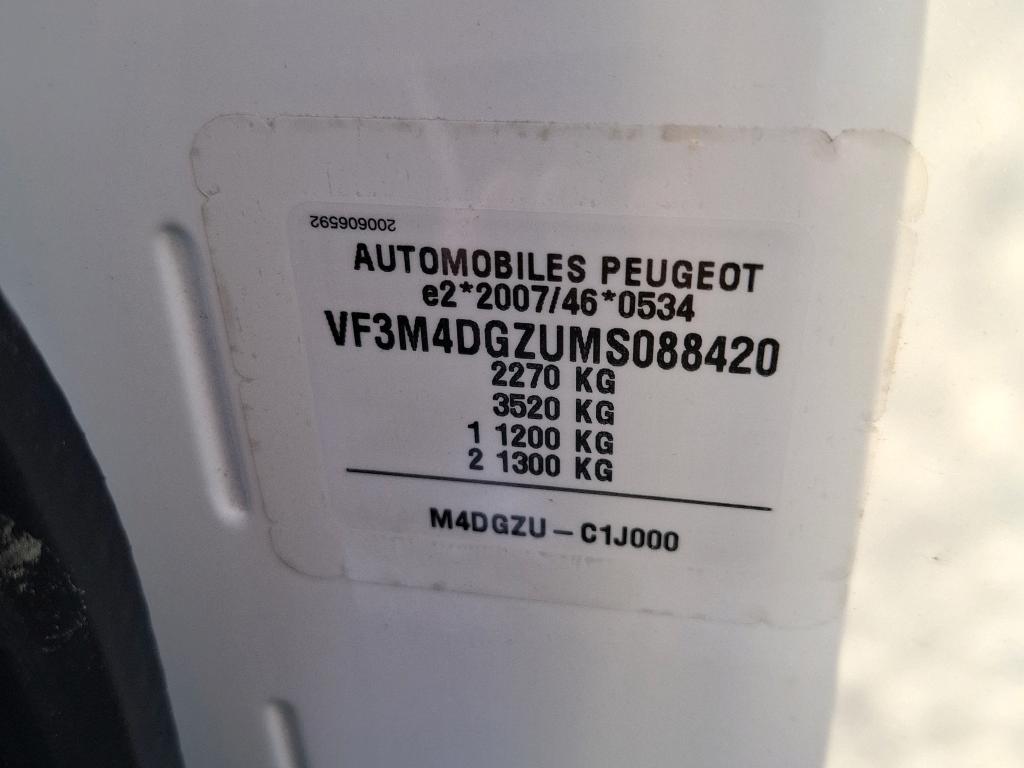 200606592
AUTOMOBILES PEUGEOT
e2*2007/46*0534
VF3M4DGZUMS088420
2270 KG
3520 KG
1 1200 KG
2 1300 KG
M4DGZU – C1J000